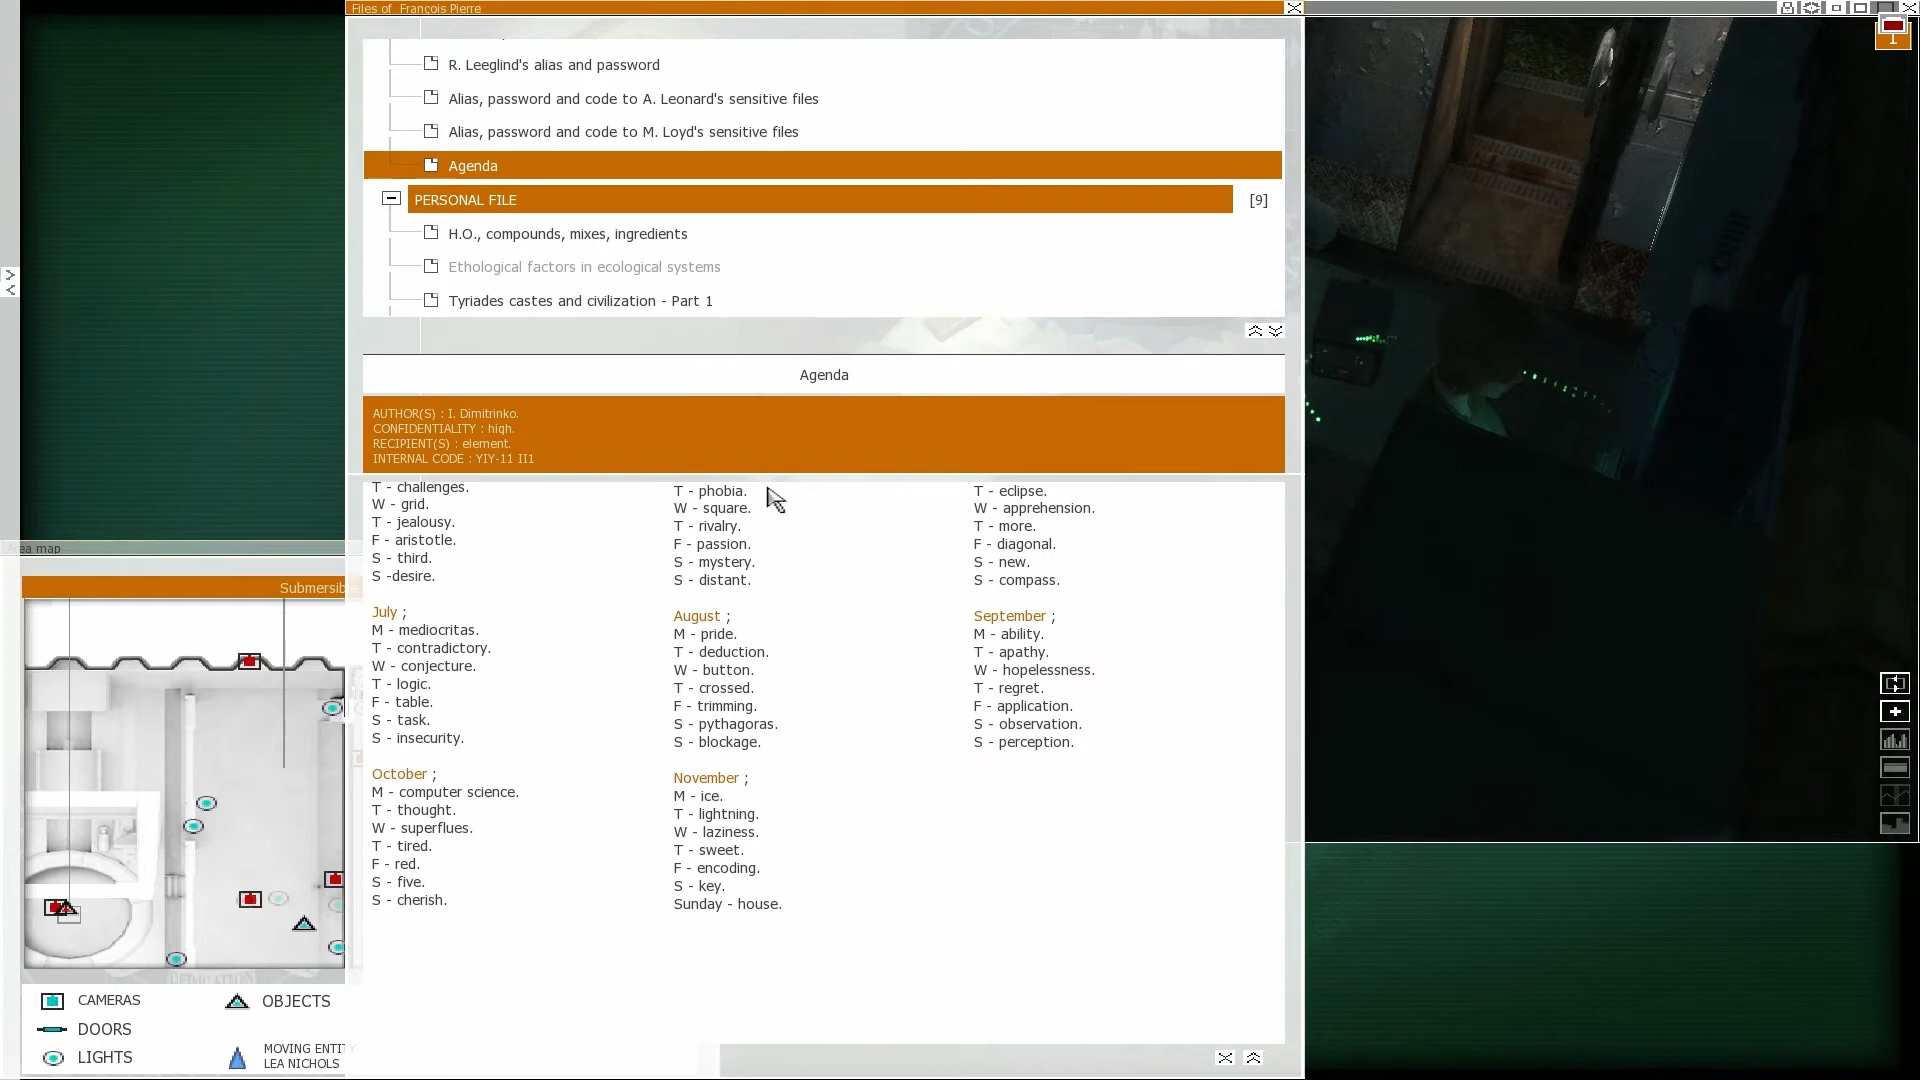 Files of François Pierre
R. Leeglind's alias and password
Alias, password and code to A. Leonard's sensitive files
Alias, password and code to M. Loyd's sensitive files
Agenda
PERSONAL FILE [9]
H.O., compounds, mixes, ingredients
Ethological factors in ecological systems
Tyriades castes and civilization - Part 1
Agenda
AUTHOR(S) : I. Dimitrinko.
CONFIDENTIALITY : high.
RECIPIENT(S) : element.
INTERNAL CODE : YIY-11 II1
T - challenges.
W - grid.
T - jealousy.
F - aristotle.
S - third.
S -desire.
July ;
M - mediocritas.
T - contradictory.
W - conjecture.
T - logic.
F - table.
S - task.
S - insecurity.
October ;
M - computer science.
T - thought.
W - superflues.
T - tired.
F - red.
S - five.
S - cherish.
T - phobia.
W - square.
T - rivalry.
F - passion.
S - mystery.
S - distant.
August ;
M - pride.
T - deduction.
W - button.
T - crossed.
F - trimming.
S - pythagoras.
S - blockage.
November ;
M - ice.
T - lightning.
W - laziness.
T - sweet.
F - encoding.
S - key.
Sunday - house.
T - eclipse.
W - apprehension.
T - more.
F - diagonal.
S - new.
S - compass.
September ;
M - ability.
T - apathy.
W - hopelessness.
T - regret.
F - application.
S - observation.
S - perception.
map
Submersib
CAMERAS
DOORS
LIGHTS
OBJECTS
MOVING ENTITY
LEA NICHOLS
1